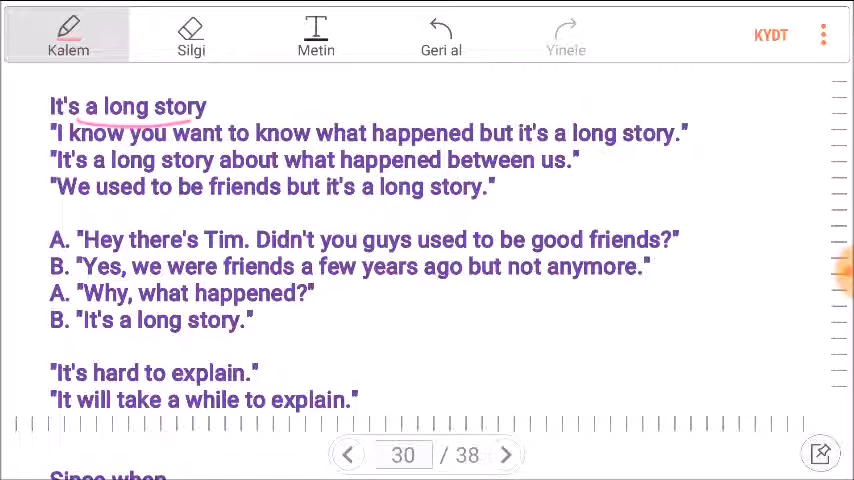 Kalem
Silgi
Metin
Geri al
Yinele
KYDT
It's a long story
"I know you want to know what happened but it's a long story."
"It's a long story about what happened between us."
"We used to be friends but it's a long story."
A. "Hey there's Tim. Didn't you guys used to be good friends?"
B. "Yes, we were friends a few years ago but not anymore."
A. "Why, what happened?"
B. "It's a long story."
"It's hard to explain."
"It will take a while to explain."
30 / 38
Since when